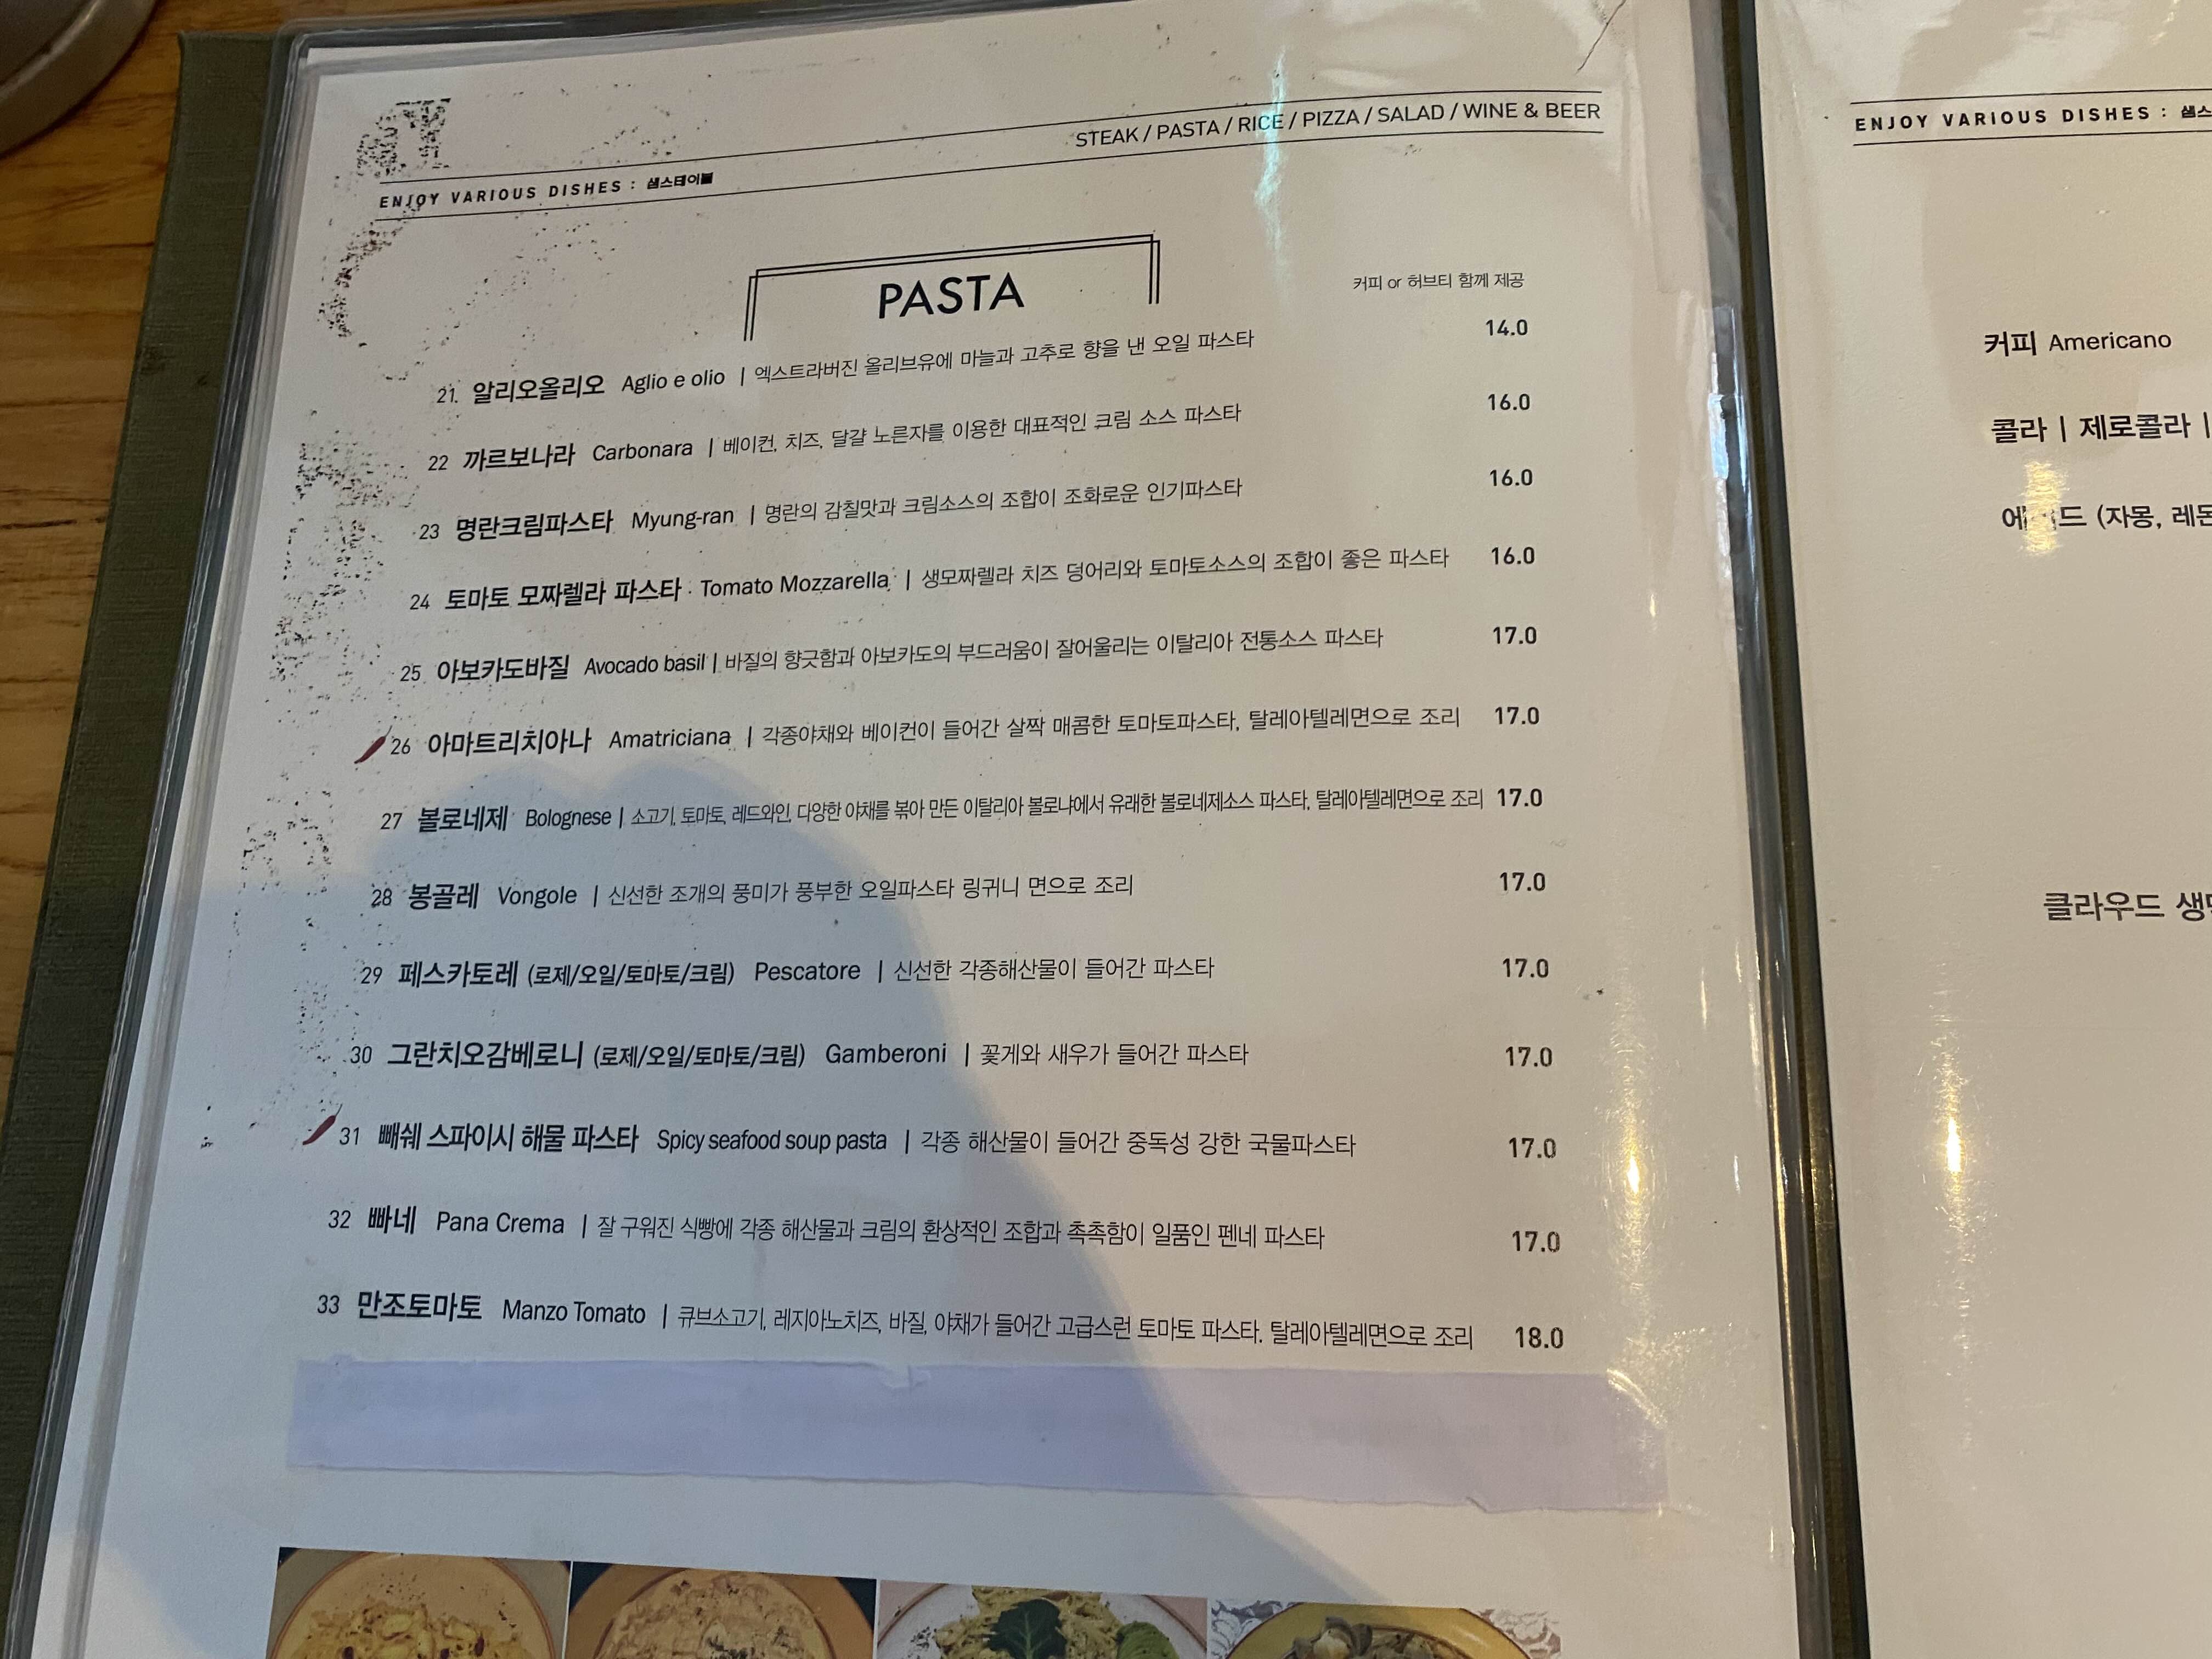 STEAK / PASTA / RICE / PIZZA / SALAD / WINE & BEER
ENJOY VARIOUS DISHES : 샘스테이블
PASTA
커피 or 허브티 함께 제공
21. 알리오올리오 Aglio e olio | 엑스트라버진 올리브유에 마늘과 고추로 향을 낸 오일 파스타 14.0
22 까르보나라 Carbonara | 베이컨, 치즈, 달걀 노른자를 이용한 대표적인 크림 소스 파스타 16.0
23 명란크림파스타 Myung-ran | 명란의 감칠맛과 크림소스의 조합이 조화로운 인기파스타 16.0
24 토마토 모짜렐라 파스타 Tomato Mozzarella | 생모짜렐라 치즈 덩어리와 토마토소스의 조합이 좋은 파스타 16.0
25 아보카도바질 Avocado basil | 바질의 향긋함과 아보카도의 부드러움이 잘어울리는 이탈리아 전통소스 파스타 17.0
26 아마트리치아나 Amatriciana | 각종야채와 베이컨이 들어간 살짝 매콤한 토마토파스타, 탈레아텔레면으로 조리 17.0
27 볼로네제 Bolognese | 소고기, 토마토, 레드와인, 다양한 야채를 볶아 만든 이탈리아 볼로냐에서 유래한 볼로네제소스 파스타, 탈레아텔레면으로 조리 17.0
28 봉골레 Vongole | 신선한 조개의 풍미가 풍부한 오일파스타 링귀니 면으로 조리 17.0
29 페스카토레 (로제/오일/토마토/크림) Pescatore | 신선한 각종해산물이 들어간 파스타 17.0
30 그란치오감베로니 (로제/오일/토마토/크림) Gamberoni | 꽃게와 새우가 들어간 파스타 17.0
31 빼쉐 스파이시 해물 파스타 Spicy seafood soup pasta | 각종 해산물이 들어간 중독성 강한 국물파스타 17.0
32 빠네 Pana Crema | 잘 구워진 식빵에 각종 해산물과 크림의 환상적인 조합과 촉촉함이 일품인 펜네 파스타 17.0
33 만조토마토 Manzo Tomato | 큐브소고기, 레지아노치즈, 바질, 야채가 들어간 고급스런 토마토 파스타, 탈레아텔레면으로 조리 18.0
ENJOY VARIOUS DISHES :
커피 Americano
콜라 | 제로콜라 |
(자몽,
클라우드